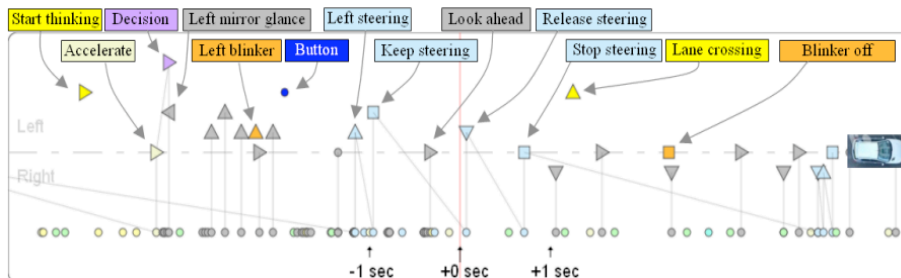 Start thinking
Decision
Left mirror glance
Left steering
Look ahead
Release steering
Accelerate
Left blinker
Button
Keep steering
Stop steering
Lane crossing
Blinker off
Left
Right
-1 sec
+0 sec
+1 sec